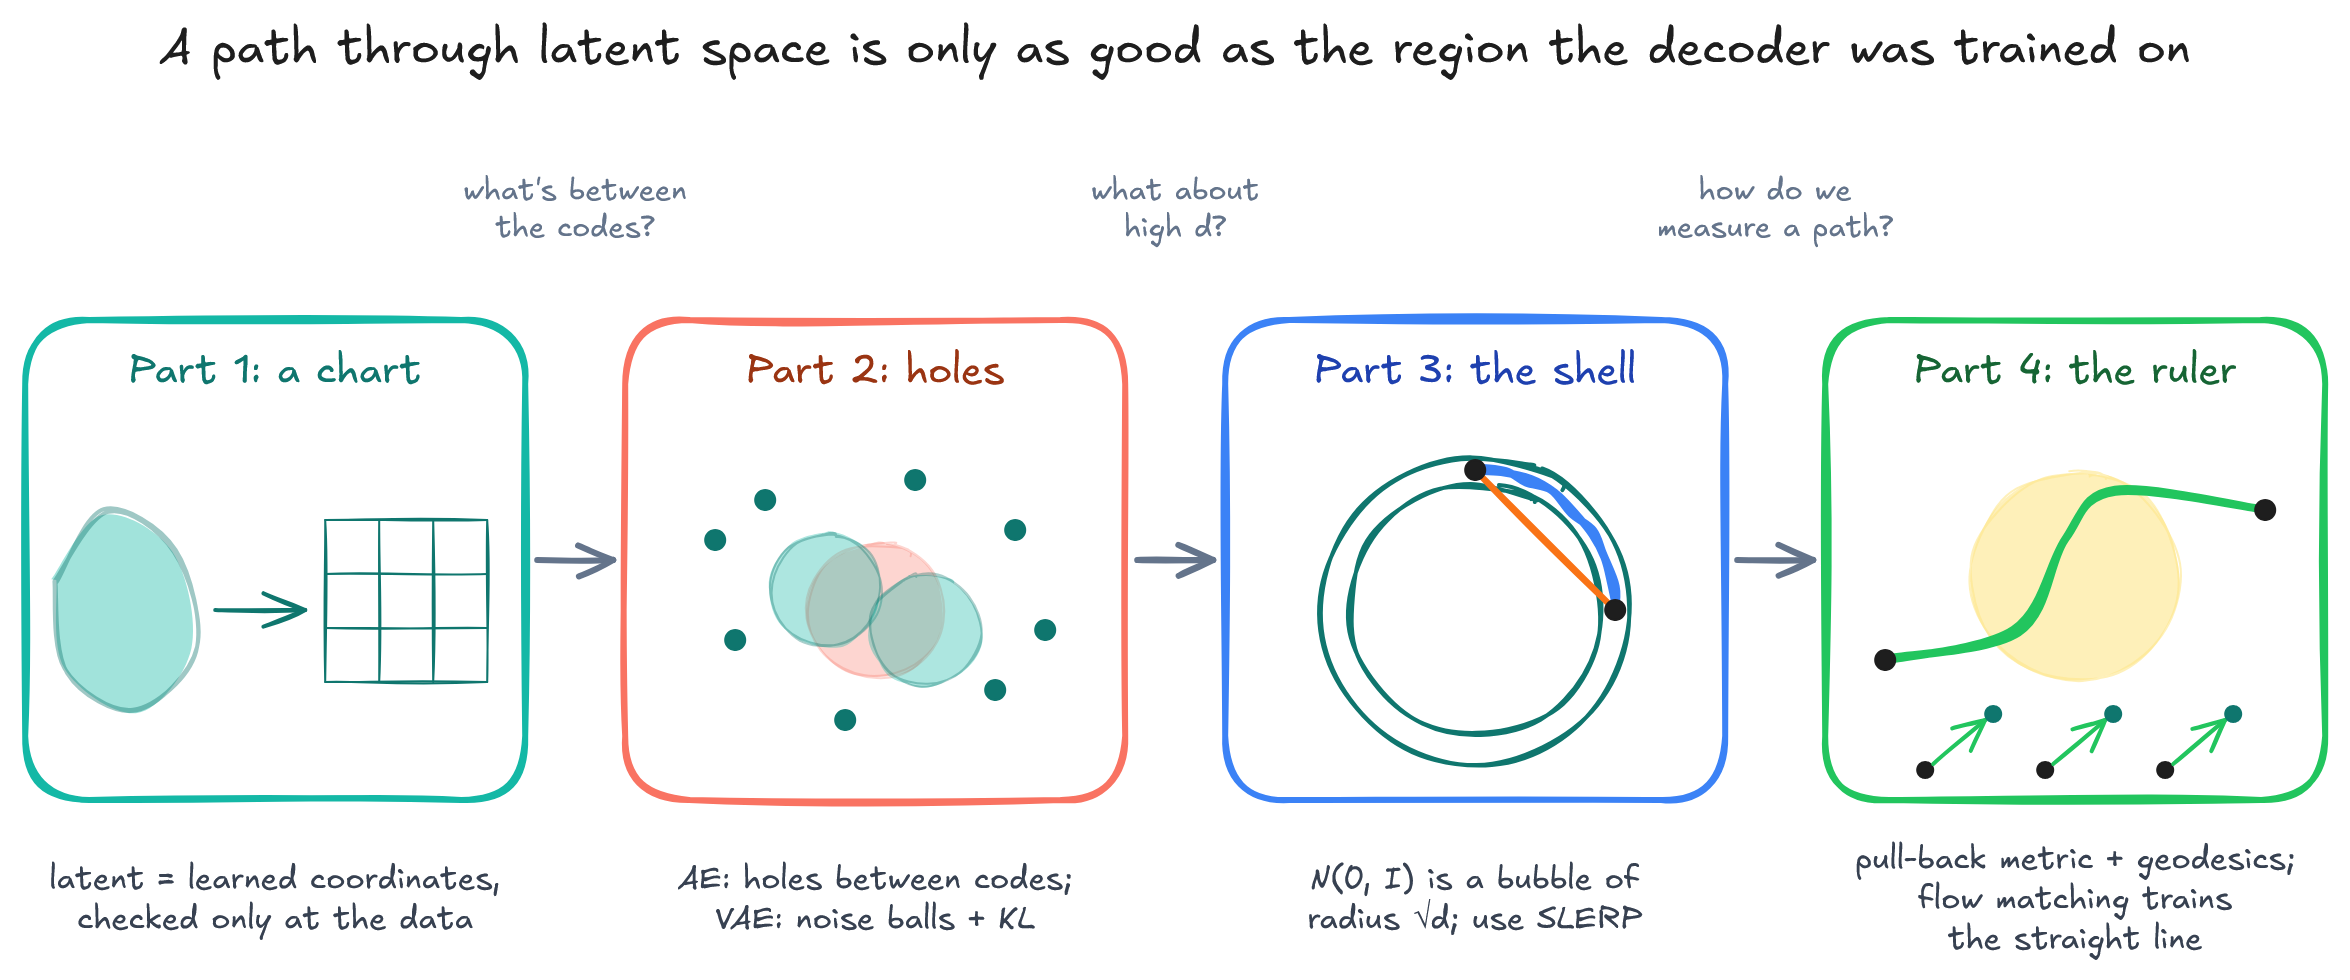 A path through latent space is only as good as the region the decoder was trained on
what's between
the codes?
what about
high d?
how do we
measure a path?
Part 1: a chart
Part 2: holes
Part 3: the shell
Part 4: the ruler
latent = learned coordinates,
checked only at the data
AE: holes between codes;
VAE: noise balls + KL
N(0, I) is a bubble of
radius √d; use SLERP
pull-back metric + geodesics;
flow matching trains
the straight line